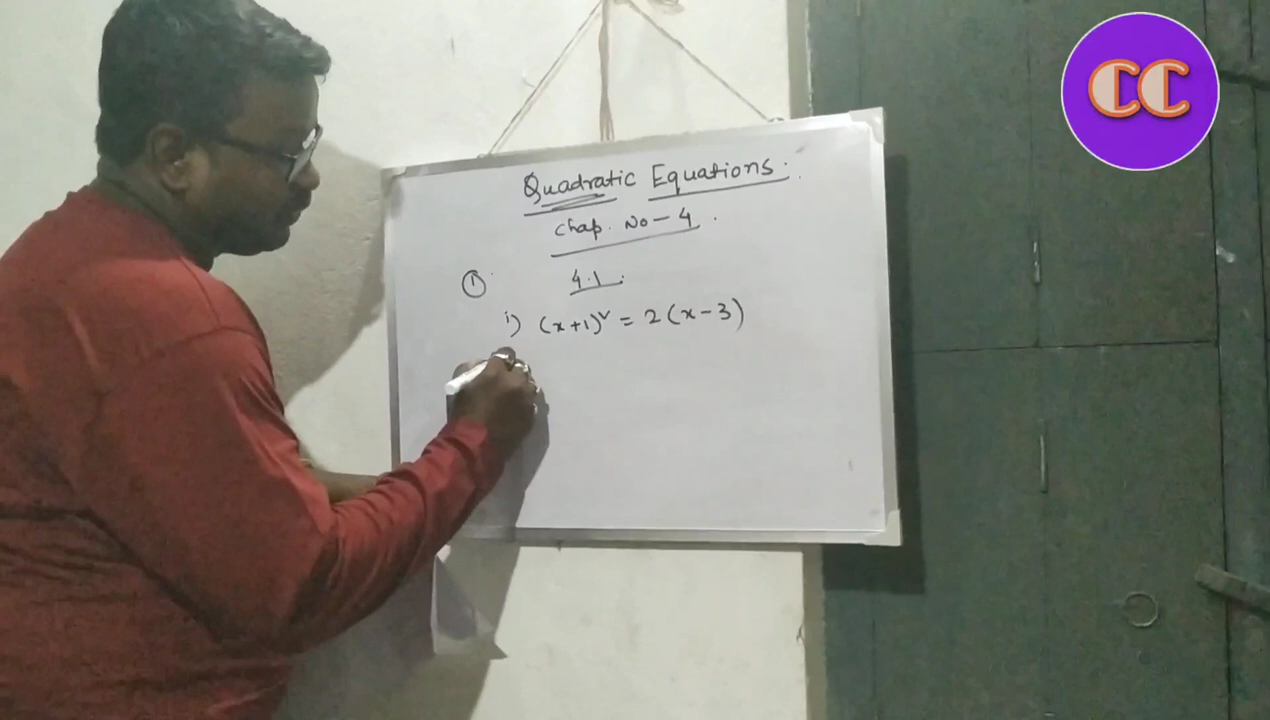 CC
Quadratic Equations.
Chap. No - 4.
① 4.1.
i) (x+1)² = 2(x-3)